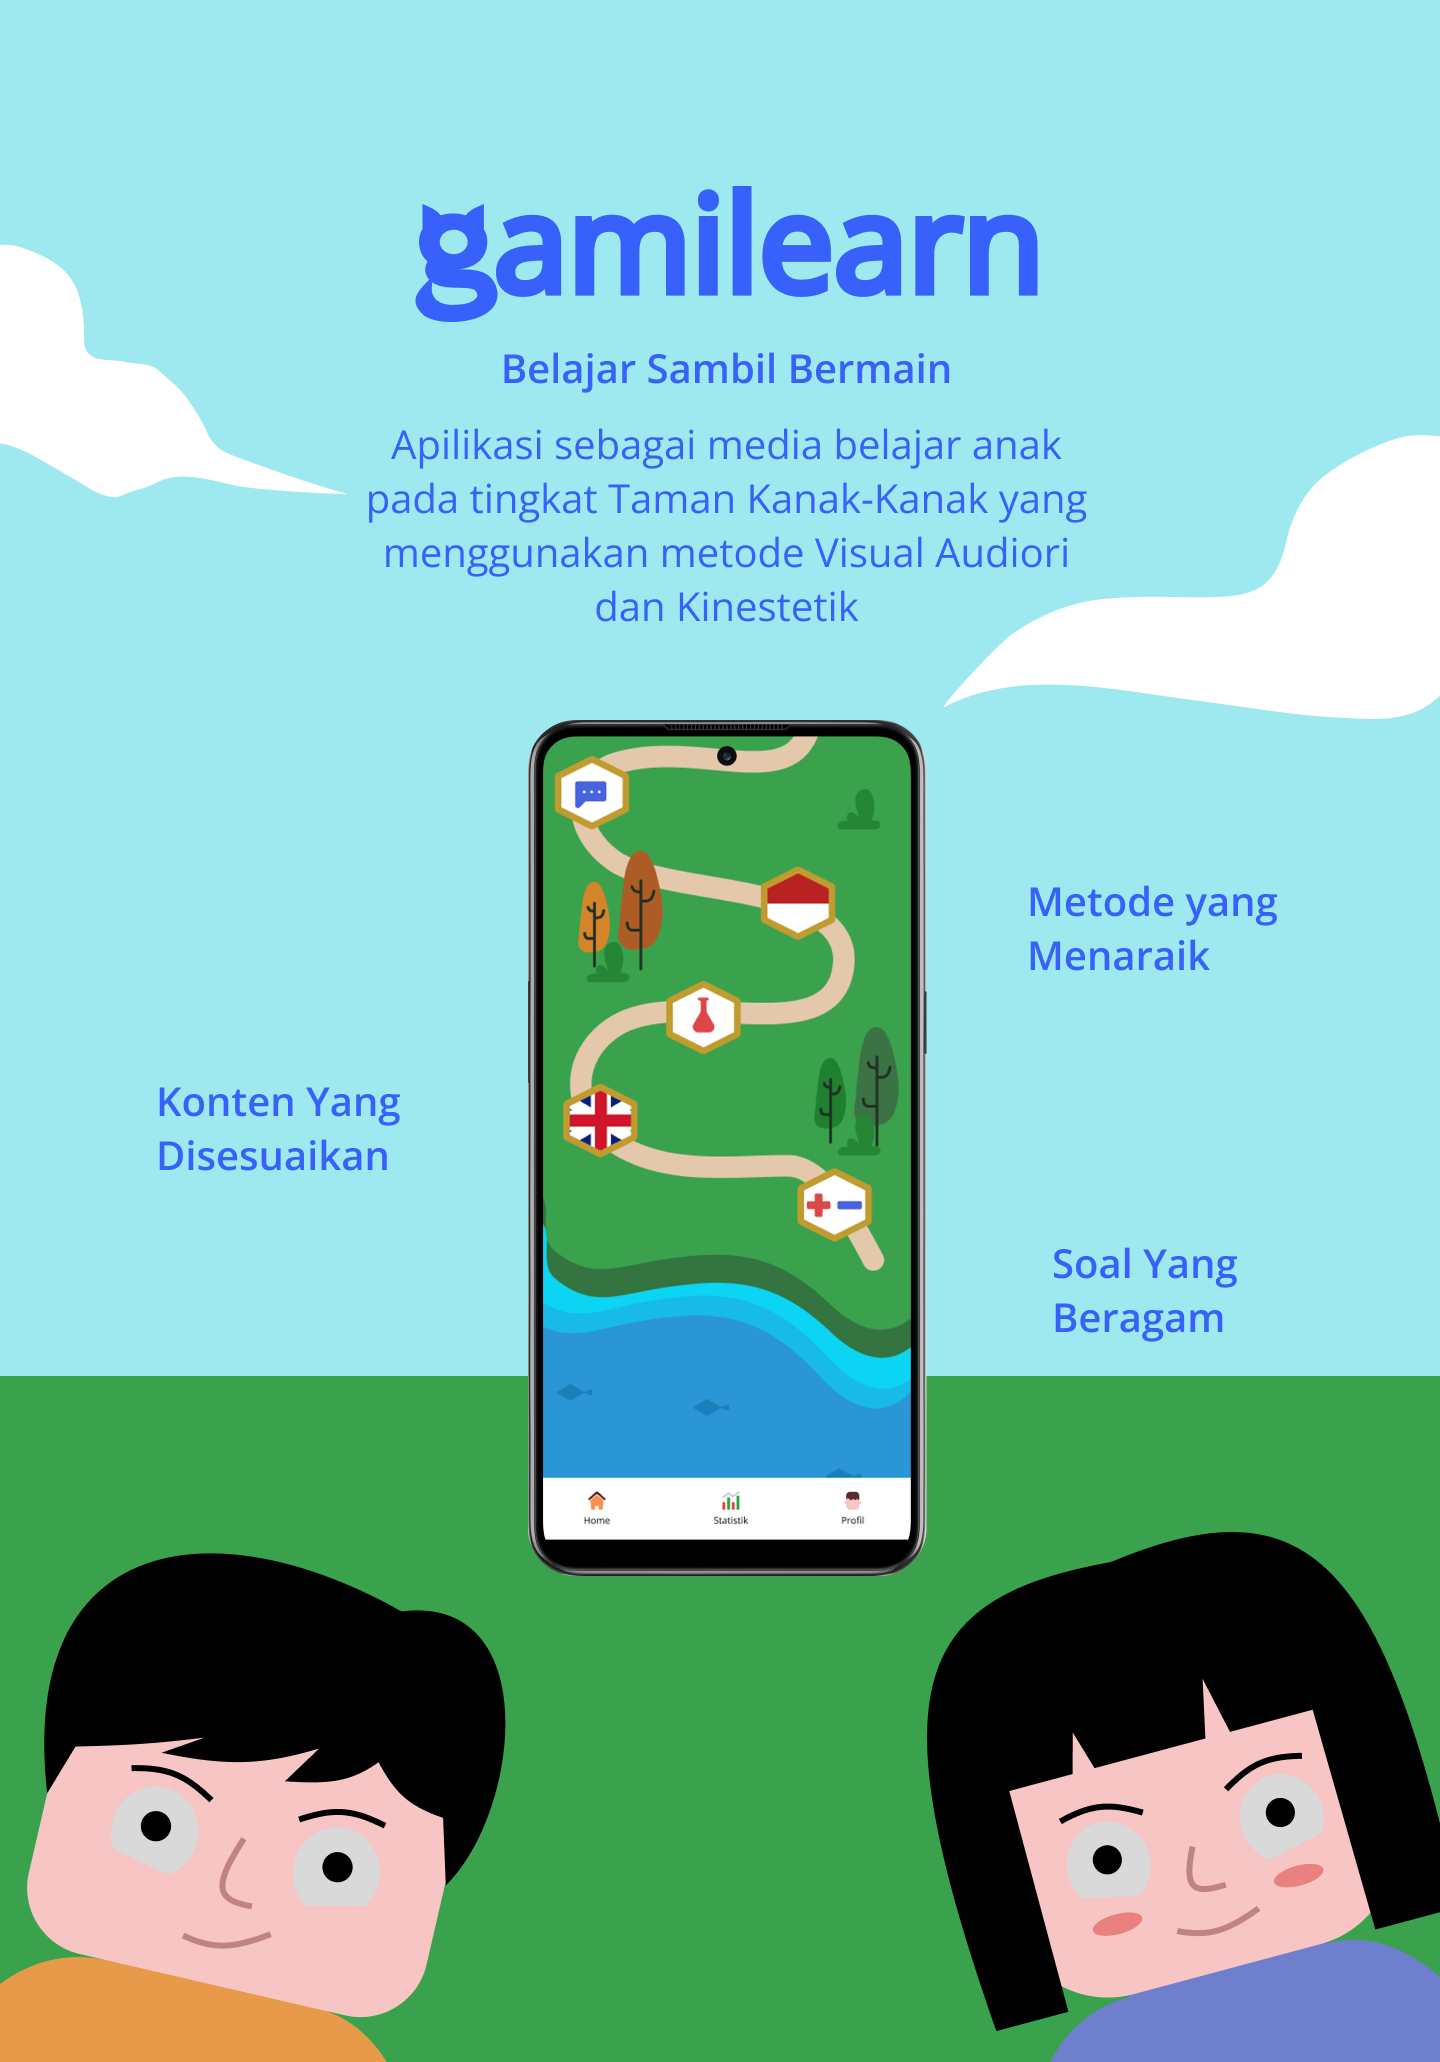 gamilearn
Belajar Sambil Bermain
Apilikasi sebagai media belajar anak
pada tingkat Taman Kanak-Kanak yang
menggunakan metode Visual Audiori
dan Kinestetik
Metode yang
Menaraik
Konten Yang
Disesuaikan
Soal Yang
Beragam
Home
Statistik
Profil